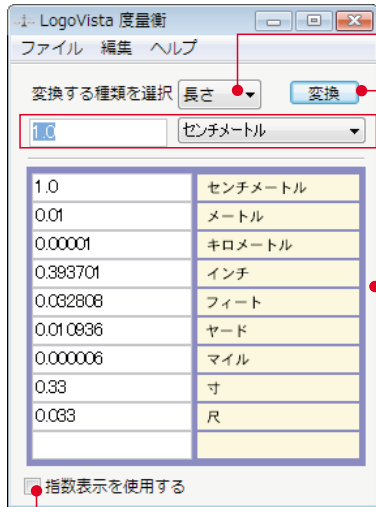 LogoVista 度量衡
ファイル 編集 ヘルプ
変換する種類を選択 長さ 変換
1.0 センチメートル
1.0 センチメートル
0.01 メートル
0.00001 キロメートル
0.393701 インチ
0.032808 フィート
0.010936 ヤード
0.000006 マイル
0.33 寸
0.033 尺
指数表示を使用する